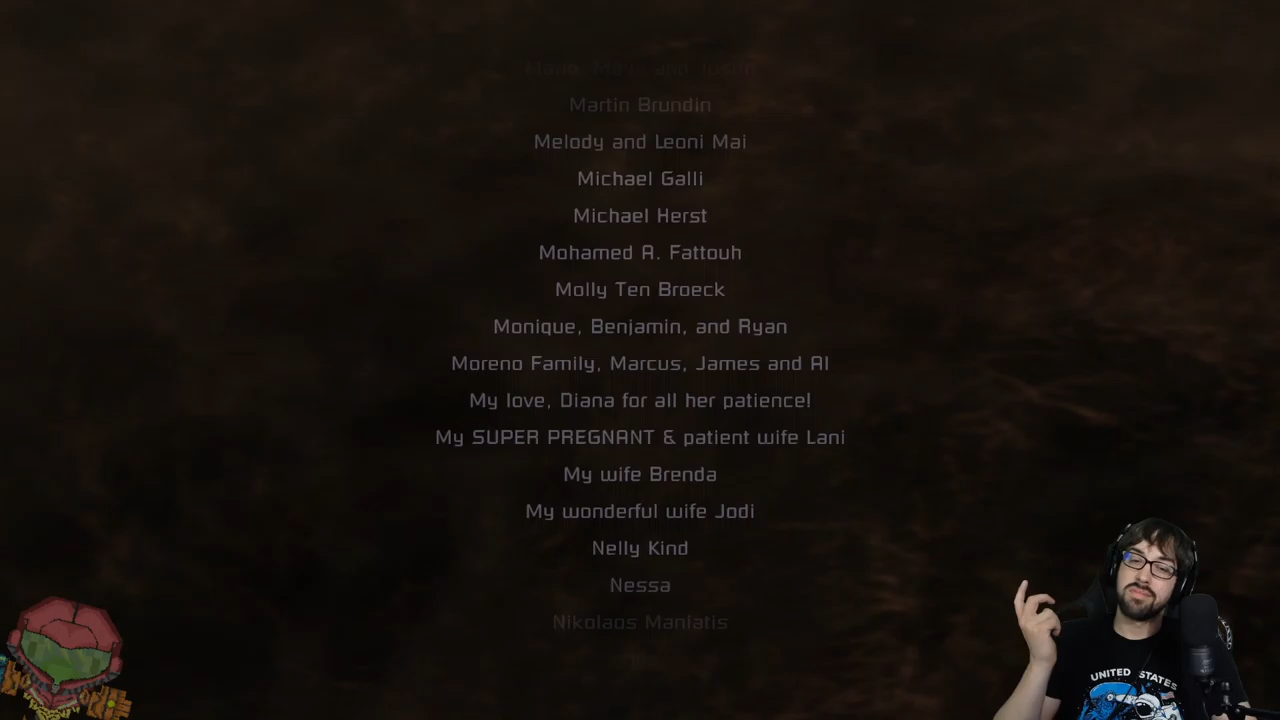 Martin Brundin
Melody and Leoni Mai
Michael Galli
Michael Herst
Mohamed A. Fattouh
Molly Ten Broeck
Monique, Benjamin, and Ryan
Moreno Family, Marcus, James and Al
My love, Diana for all her patience!
My SUPER PREGNANT & patient wife Lani
My wife Brenda
My wonderful wife Jodi
Nelly Kind
Nessa
Nikolaos Maniatis
UNITED STATES